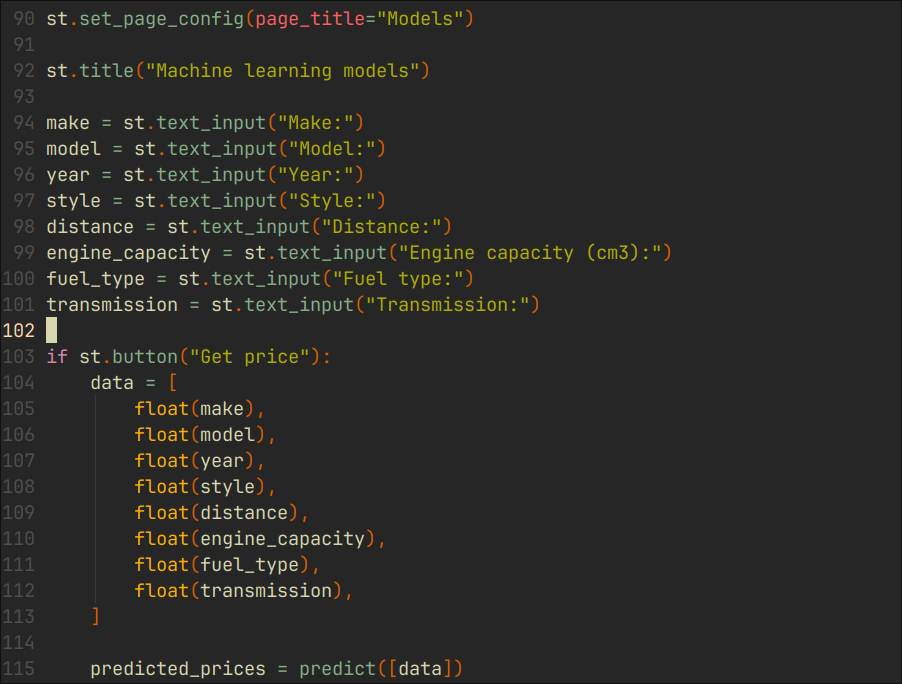 90 st.set_page_config(page_title="Models")
91
92 st.title("Machine learning models")
93
94 make = st.text_input("Make:")
95 model = st.text_input("Model:")
96 year = st.text_input("Year:")
97 style = st.text_input("Style:")
98 distance = st.text_input("Distance:")
99 engine_capacity = st.text_input("Engine capacity (cm3):")
100 fuel_type = st.text_input("Fuel type:")
101 transmission = st.text_input("Transmission:")
102
103 if st.button("Get price"):
104     data = [
105         float(make),
106         float(model),
107         float(year),
108         float(style),
109         float(distance),
110         float(engine_capacity),
111         float(fuel_type),
112         float(transmission),
113     ]
114
115     predicted_prices = predict([data])